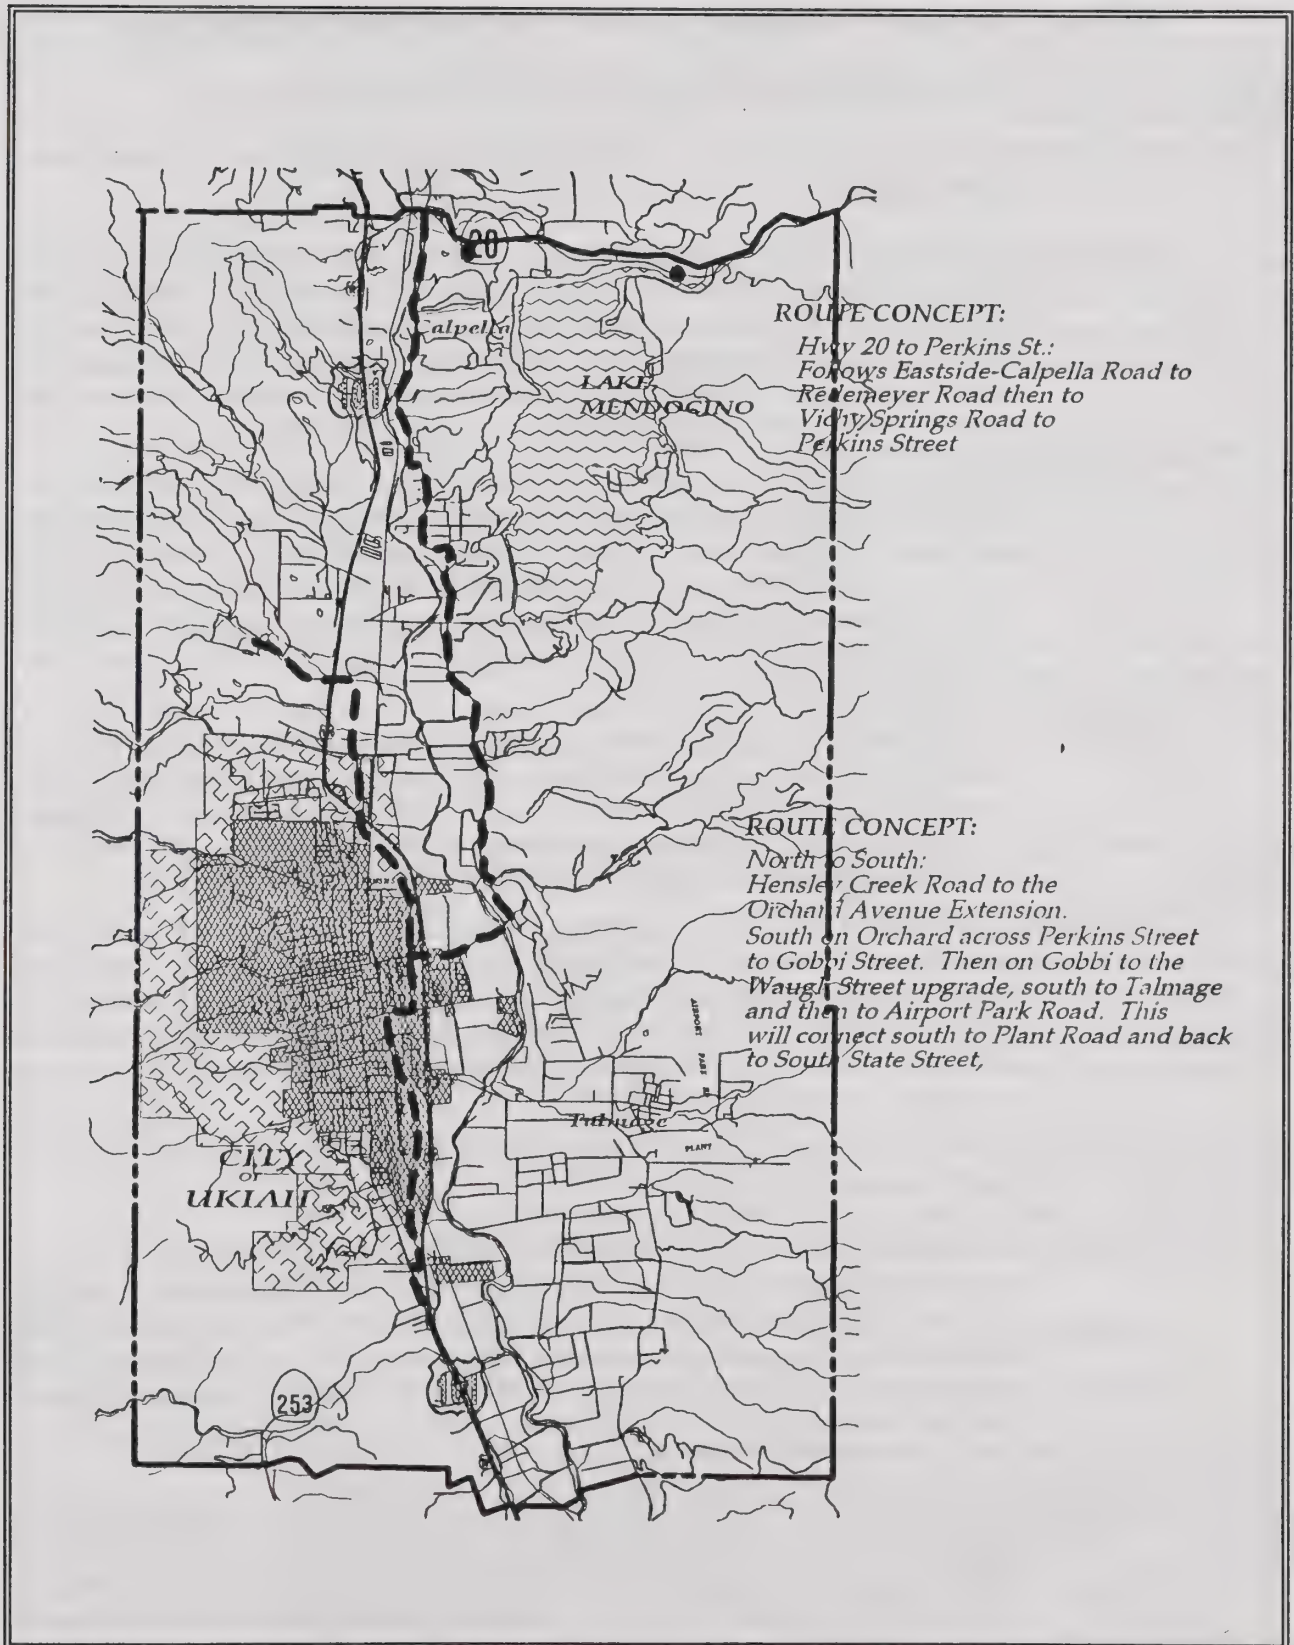 20
Calpella
ROUTE CONCEPT:
Hwy 20 to Perkins St.:
Follows Eastside-Calpella Road to
Redemeyer Road then to
Vichy Springs Road to
Perkins Street
LAKE
MENDOCINO
ROUTE CONCEPT:
North to South:
Hensley Creek Road to the
Orchard Avenue Extension.
South on Orchard across Perkins Street
to Gobbi Street. Then on Gobbi to the
Waugh Street upgrade, south to Talmage
and then to Airport Park Road. This
will connect south to Plant Road and back
to South State Street,
AIRPORT PARK RD
Talmage
PLANT
CITY
OF
UKIAH
253